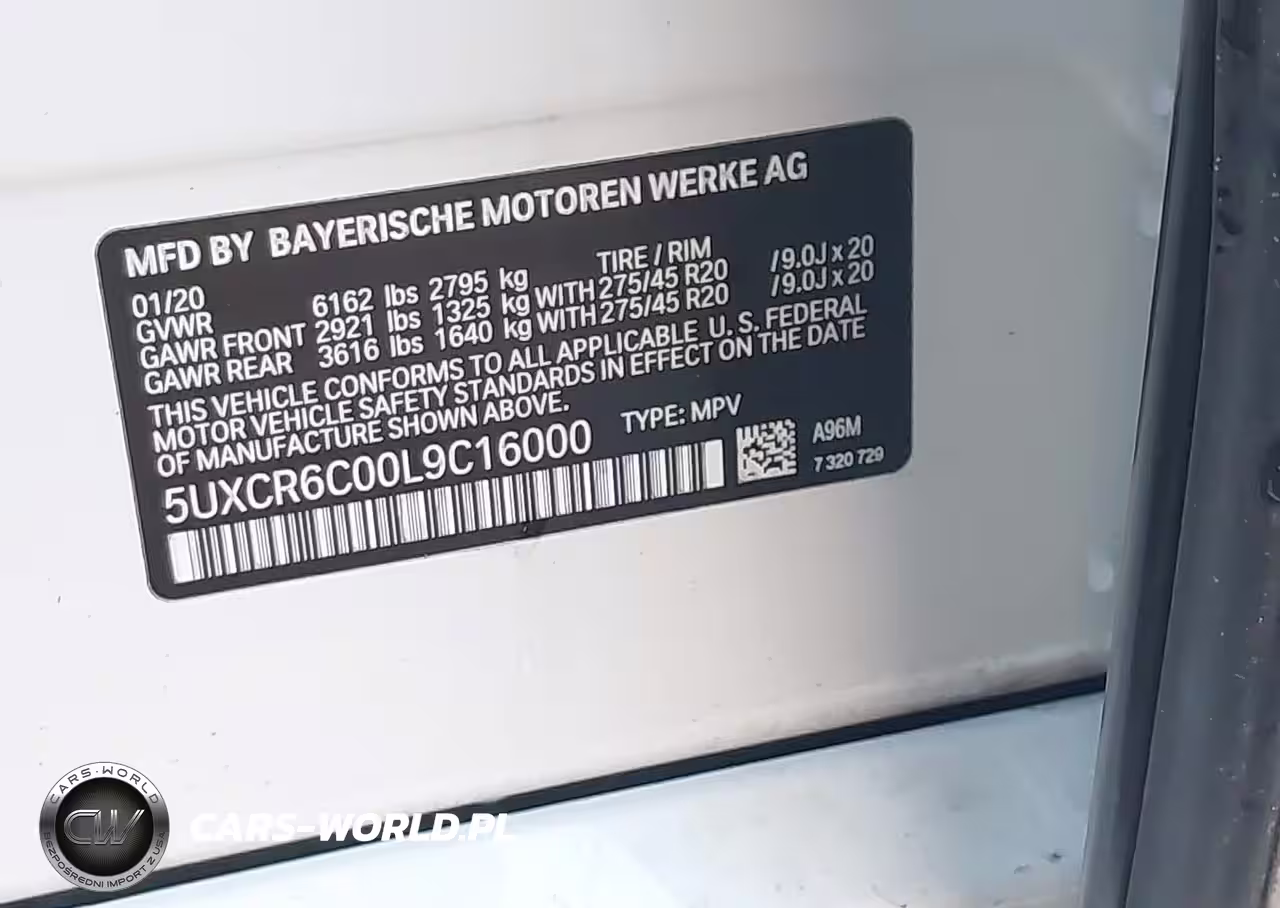 MFD BY BAYERISCHE MOTOREN WERKE AG
01/20 TIRE / RIM
GVWR 6162 lbs 2795 kg
GAWR FRONT 2921 lbs 1325 kg WITH 275/45 R20 /9.0J x 20
GAWR REAR 3616 lbs 1640 kg WITH 275/45 R20 /9.0J x 20
THIS VEHICLE CONFORMS TO ALL APPLICABLE U. S. FEDERAL
MOTOR VEHICLE SAFETY STANDARDS IN EFFECT ON THE DATE
OF MANUFACTURE SHOWN ABOVE.
5UXCR6C00L9C16000 TYPE: MPV
A96M
7 320 729
CARS-WORLD
CW
BEZPOŚREDNI IMPORT Z USA
CARS-WORLD.PL